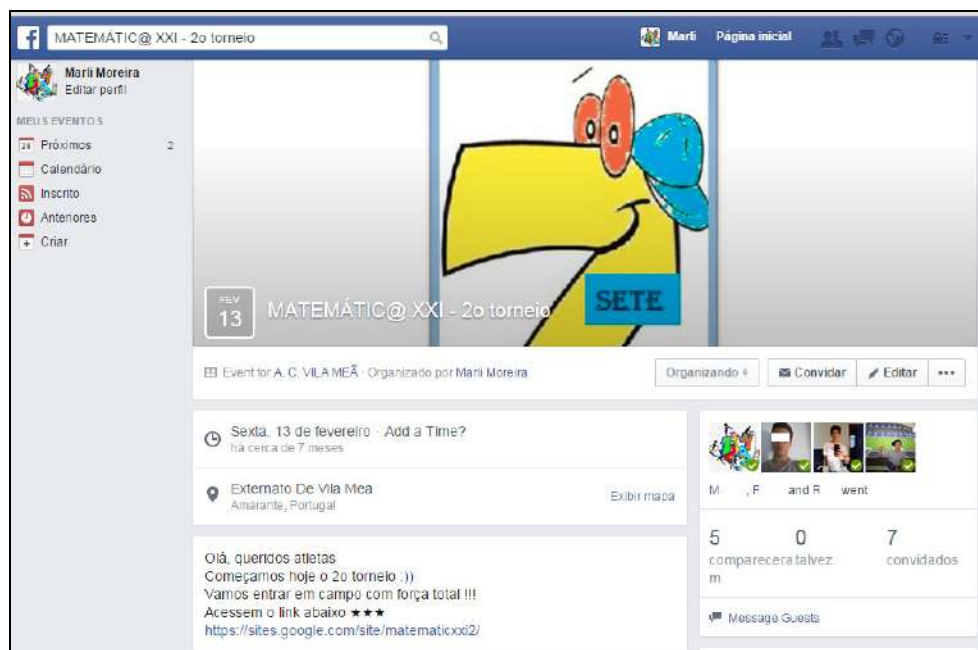 MATEMÁTIC@ XXI - 2o torneio
Marli Página inicial
Marli Moreira
Editar perfil
MEUS EVENTOS
Próximos 2
Calendário
Inscrito
Anteriores
Criar
SETE
FEV
13
MATEMÁTIC@ XXI - 2o torneio
Event for A. C. VILA MEÃ · Organizado por Marli Moreira
Organizando
Convidar
Editar
Sexta, 13 de fevereiro · Add a Time?
há cerca de 7 meses
Externato De Vila Mea
Amarante, Portugal
Exibir mapa
Olá, queridos atletas
Começamos hoje o 2o torneio :))
Vamos entrar em campo com força total !!!
Acessem o link abaixo ★★★
https://sites.google.com/site/matematicxxi2/
M , F and R went
5 0 7
comparecera talvez convidados
m
Message Guests